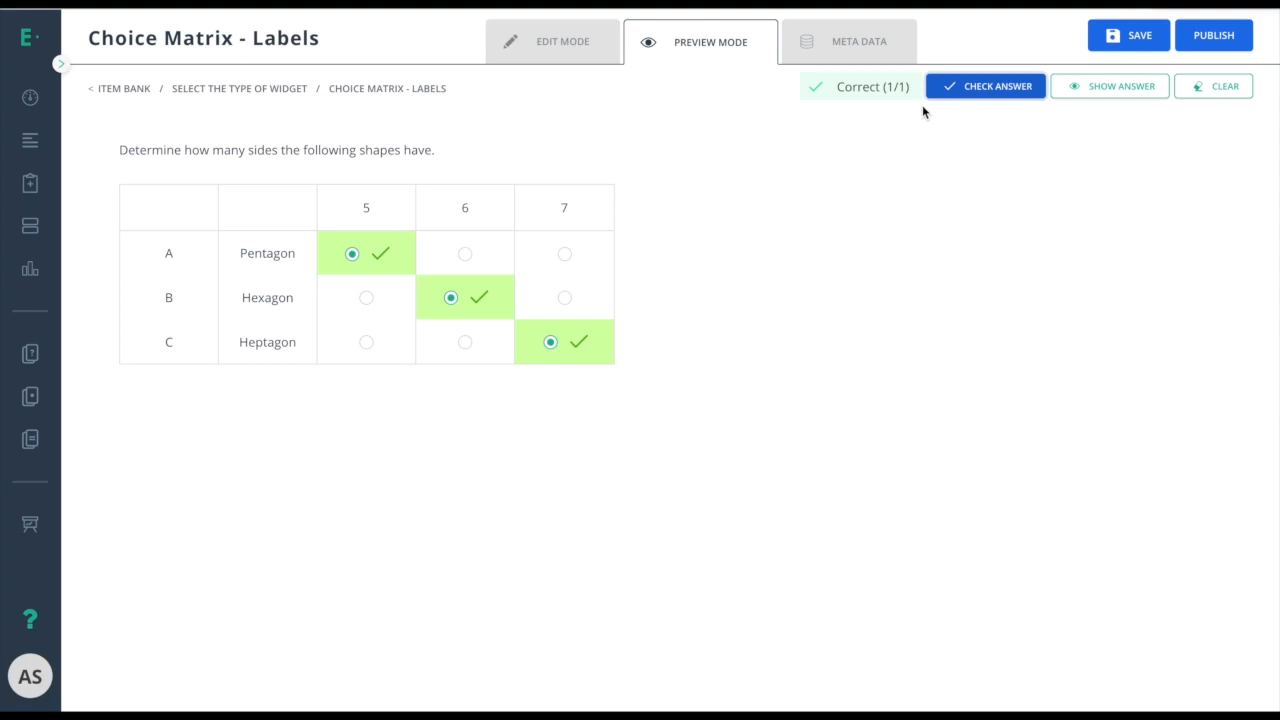 E·
Choice Matrix - Labels
EDIT MODE
PREVIEW MODE
META DATA
SAVE
PUBLISH
< ITEM BANK / SELECT THE TYPE OF WIDGET / CHOICE MATRIX - LABELS
Correct (1/1)
CHECK ANSWER
SHOW ANSWER
CLEAR
Determine how many sides the following shapes have.
5 6 7
A Pentagon
B Hexagon
C Heptagon
?
AS